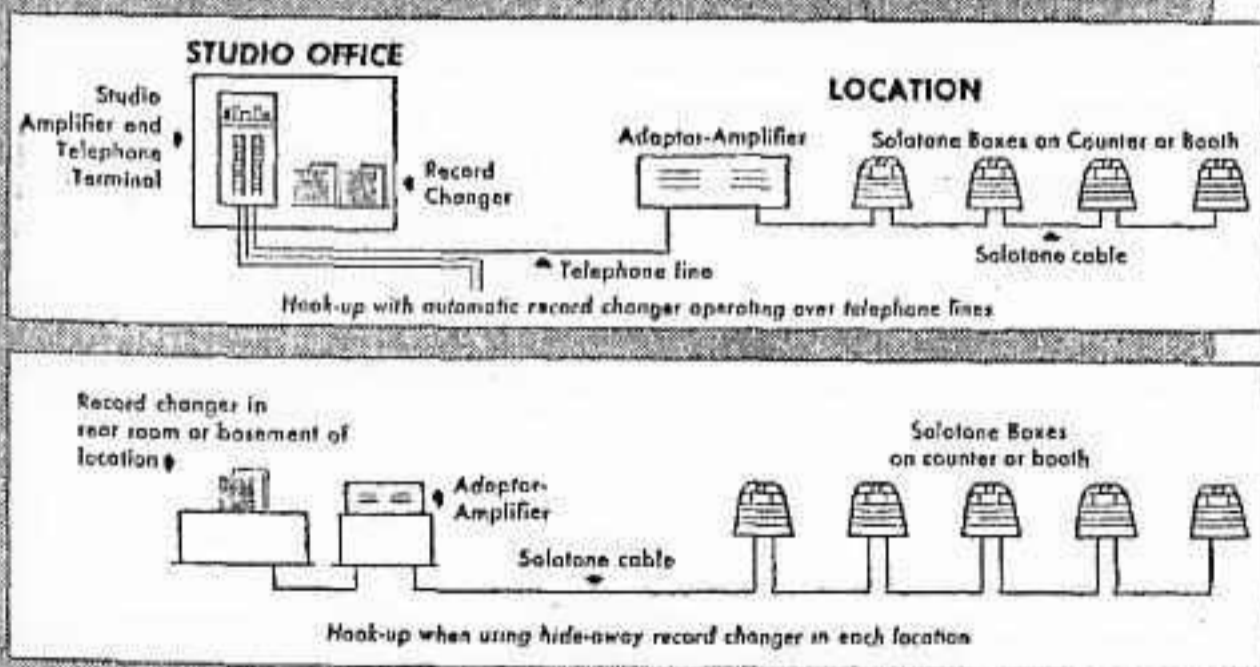 STUDIO OFFICE
Studio
Amplifier and
Telephone
Terminal
Record
Changer
LOCATION
Adaptor-Amplifier
Solotone Boxes on Counter or Booth
Solotone cable
Telephone line
Hook-up with automatic record changer operating over telephone lines
Record changer in
rear room or basement of
location
Adaptor-
Amplifier
Solotone cable
Solotone Boxes
on counter or booth
Hook-up when using hide-away record changer in each location